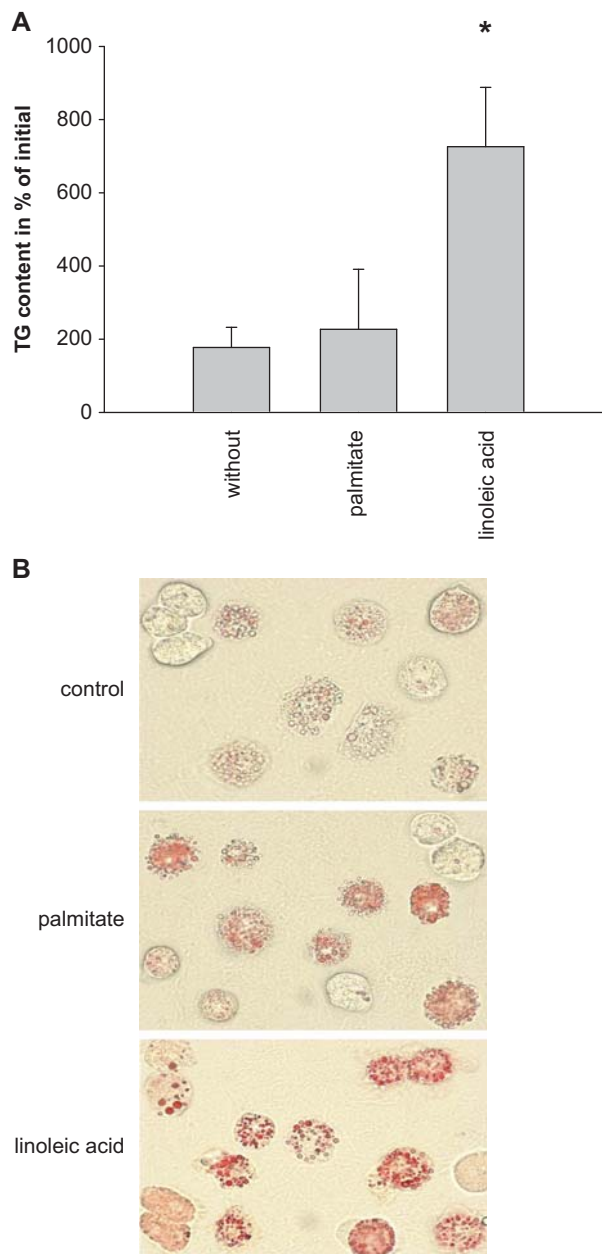 A
*
1000
800
600
400
200
0
TG content in % of initial
without
palmitate
linoleic acid
B
control
palmitate
linoleic acid